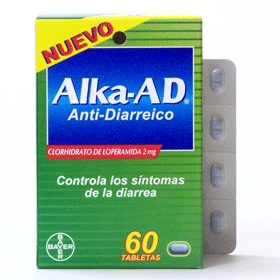 NUEVO
Alka-AD®
Anti-Diarreico
CLORHIDRATO DE LOPERAMIDA 2 mg
Controla los síntomas
de la diarrea
BAYER
BAYER
60
TABLETAS